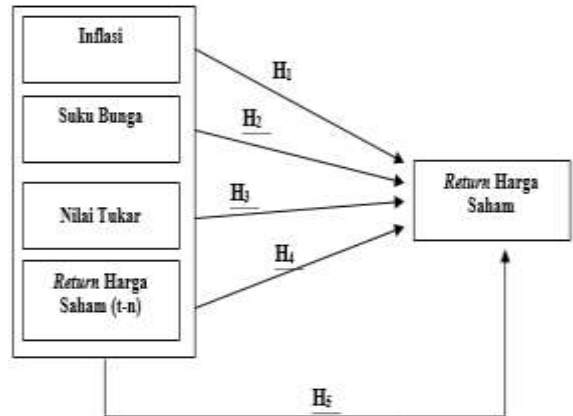 Inflasi
H1
Suku Bunga
H2
Return Harga
Saham
Nilai Tukar
H3
Return Harga
Saham (t-n)
H4
H5